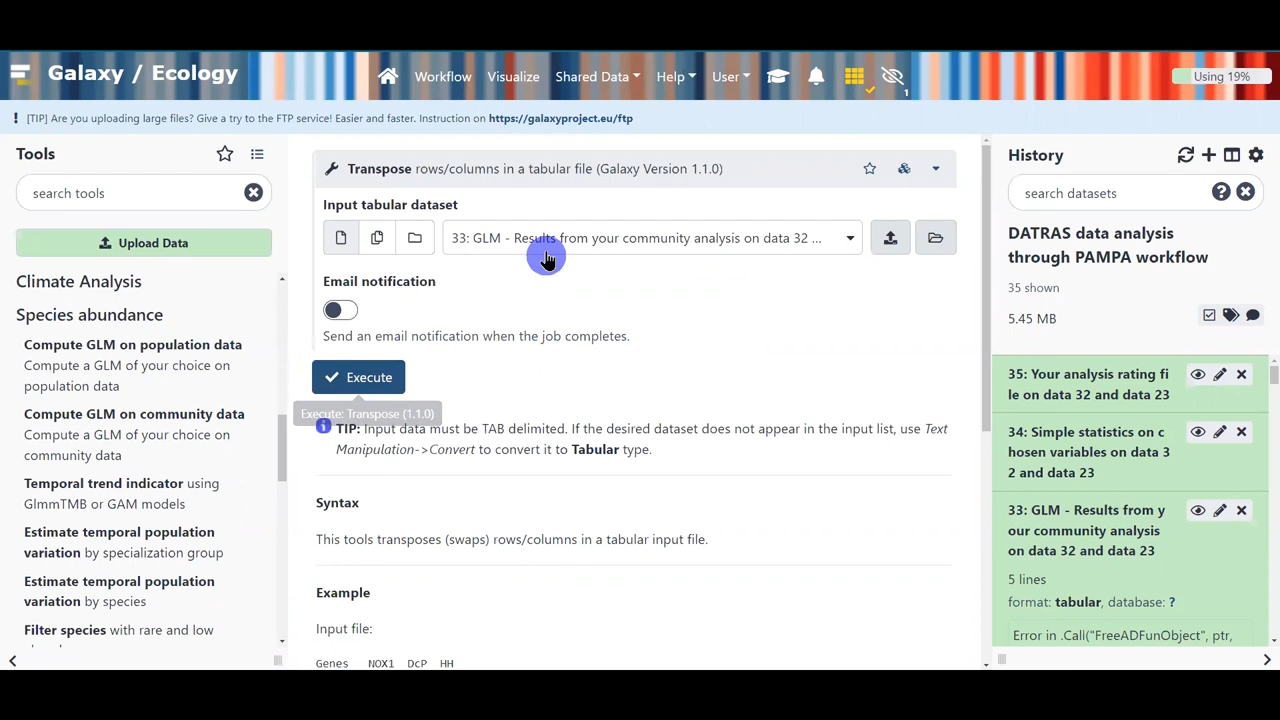 Galaxy / Ecology
Workflow
Visualize
Shared Data
Help
User
1
Using 19%
! [TIP] Are you uploading large files? Give a try to the FTP service! Easier and faster. Instruction on https://galaxyproject.eu/ftp
Tools
search tools
Upload Data
Climate Analysis
Species abundance
Compute GLM on population data
Compute a GLM of your choice on
population data
Compute GLM on community data
Compute a GLM of your choice on
community data
Temporal trend indicator using
GlmmTMB or GAM models
Estimate temporal population
variation by specialization group
Estimate temporal population
variation by species
Filter species with rare and low
Transpose rows/columns in a tabular file (Galaxy Version 1.1.0)
Input tabular dataset
33: GLM - Results from your community analysis on data 32 ...
Email notification
Send an email notification when the job completes.
Execute
Execute: Transpose (1.1.0)
TIP: Input data must be TAB delimited. If the desired dataset does not appear in the input list, use Text
Manipulation->Convert to convert it to Tabular type.
Syntax
This tools transposes (swaps) rows/columns in a tabular input file.
Example
Input file:
Genes NOX1 DcP HH
History
search datasets
DATRAS data analysis
through PAMPA workflow
35 shown
5.45 MB
35: Your analysis rating fi
le on data 32 and data 23
34: Simple statistics on c
hosen variables on data 3
2 and data 23
33: GLM - Results from y
our community analysis
on data 32 and data 23
5 lines
format: tabular, database: ?
Error in .Call("FreeADFunObject", ptr,